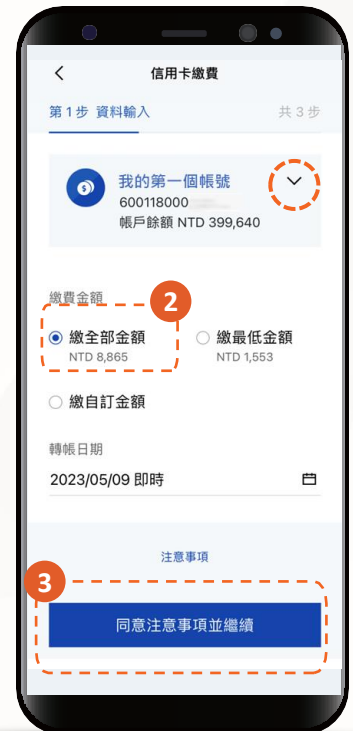 信用卡繳費
第1步 資料輸入 共3步
我的第一個帳號
600118000
帳戶餘額 NTD 399,640
繳費金額
2
繳全部金額 繳最低金額
NTD 8,865 NTD 1,553
繳自訂金額
轉帳日期
2023/05/09 即時
注意事項
3
同意注意事項並繼續